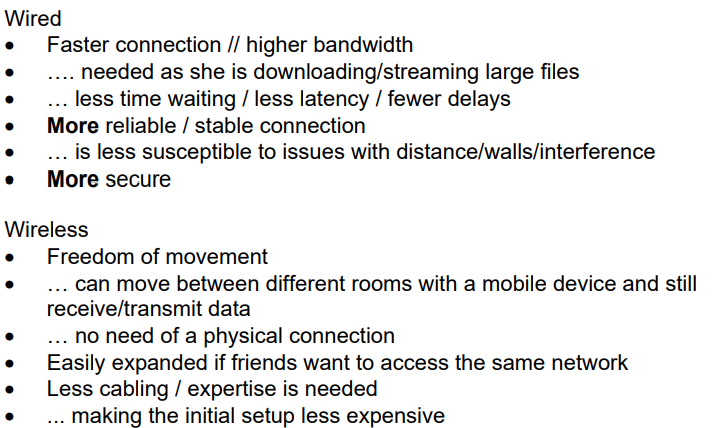 Wired
• Faster connection // higher bandwidth
• …. needed as she is downloading/streaming large files
• … less time waiting / less latency / fewer delays
• More reliable / stable connection
• … is less susceptible to issues with distance/walls/interference
• More secure
Wireless
• Freedom of movement
• … can move between different rooms with a mobile device and still
receive/transmit data
• … no need of a physical connection
• Easily expanded if friends want to access the same network
• Less cabling / expertise is needed
• ... making the initial setup less expensive